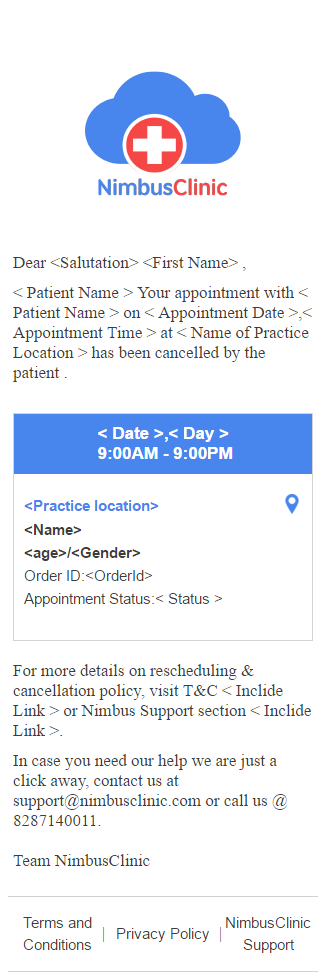 NimbusClinic
Dear <Salutation> <First Name> ,
< Patient Name > Your appointment with <
Patient Name > on < Appointment Date >,<
Appointment Time > at < Name of Practice
Location > has been cancelled by the
patient .
< Date >,< Day >
9:00AM - 9:00PM
<Practice location>
<Name>
<age>/<Gender>
Order ID:<OrderId>
Appointment Status:< Status >
For more details on rescheduling &
cancellation policy, visit T&C < Inclide
Link > or Nimbus Support section < Inclide
Link >.
In case you need our help we are just a
click away, contact us at
support@nimbusclinic.com or call us @
8287140011.
Team NimbusClinic
Terms and
Conditions
Privacy Policy
NimbusClinic
Support